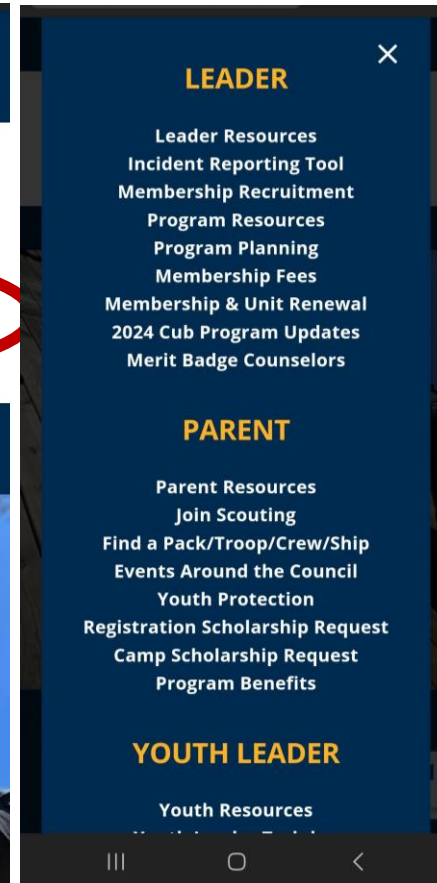 LEADER
Leader Resources
Incident Reporting Tool
Membership Recruitment
Program Resources
Program Planning
Membership Fees
Membership & Unit Renewal
2024 Cub Program Updates
Merit Badge Counselors
PARENT
Parent Resources
Join Scouting
Find a Pack/Troop/Crew/Ship
Events Around the Council
Youth Protection
Registration Scholarship Request
Camp Scholarship Request
Program Benefits
YOUTH LEADER
Youth Resources